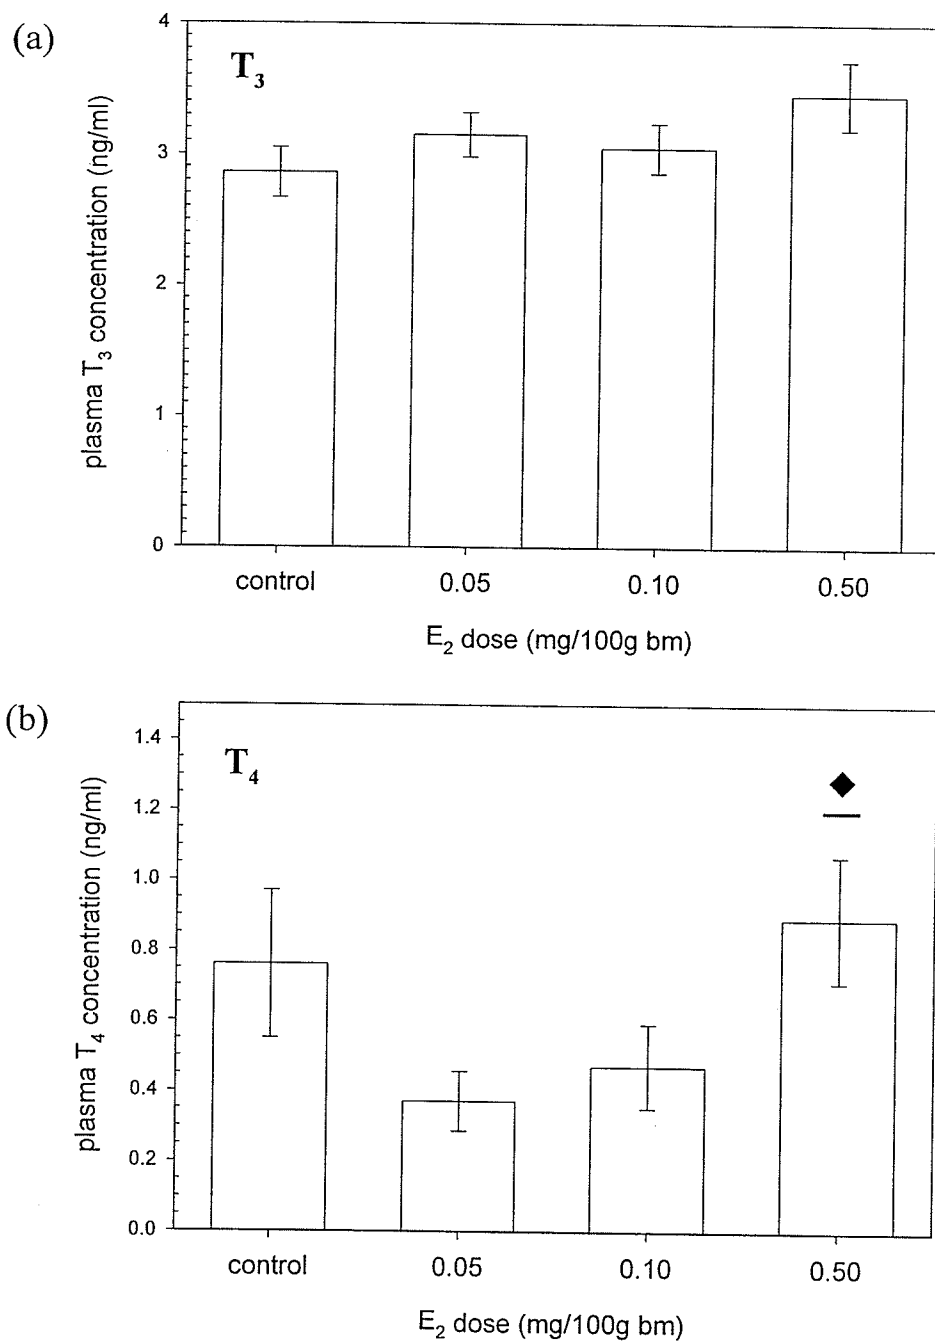 (a)
T3
plasma T3 concentration (ng/ml)
4
3
2
1
0
control 0.05 0.10 0.50
E2 dose (mg/100g bm)
(b)
T4
plasma T4 concentration (ng/ml)
1.4
1.2
1.0
0.8
0.6
0.4
0.2
0.0
control 0.05 0.10 0.50
E2 dose (mg/100g bm)